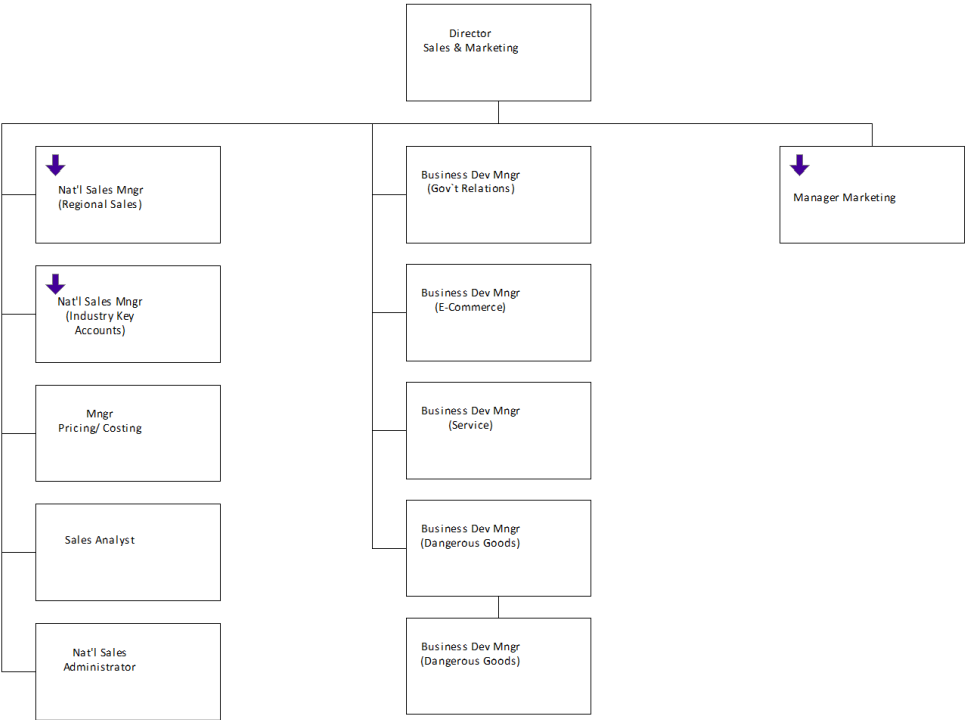 Director
Sales & Marketing
Nat'l Sales Mngr
(Regional Sales)
Nat'l Sales Mngr
(Industry Key
Accounts)
Mngr
Pricing/ Costing
Sales Analyst
Nat'l Sales
Administrator
Business Dev Mngr
(Gov`t Relations)
Business Dev Mngr
(E-Commerce)
Business Dev Mngr
(Service)
Business Dev Mngr
(Dangerous Goods)
Business Dev Mngr
(Dangerous Goods)
Manager Marketing